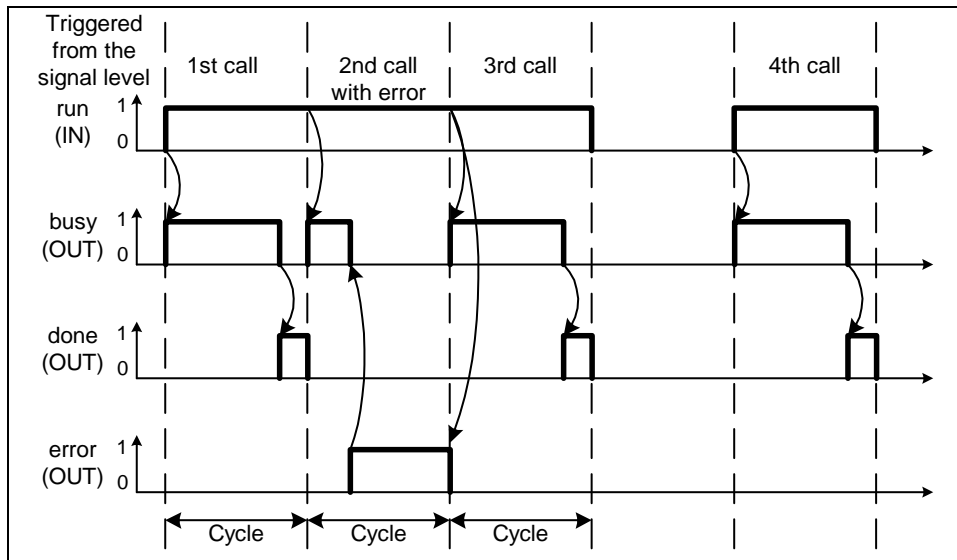 Triggered
from the
signal level
1st call
2nd call
with error
3rd call
4th call
run
(IN)
1
0
busy
(OUT)
1
0
done
(OUT)
1
0
error
(OUT)
1
0
Cycle
Cycle
Cycle